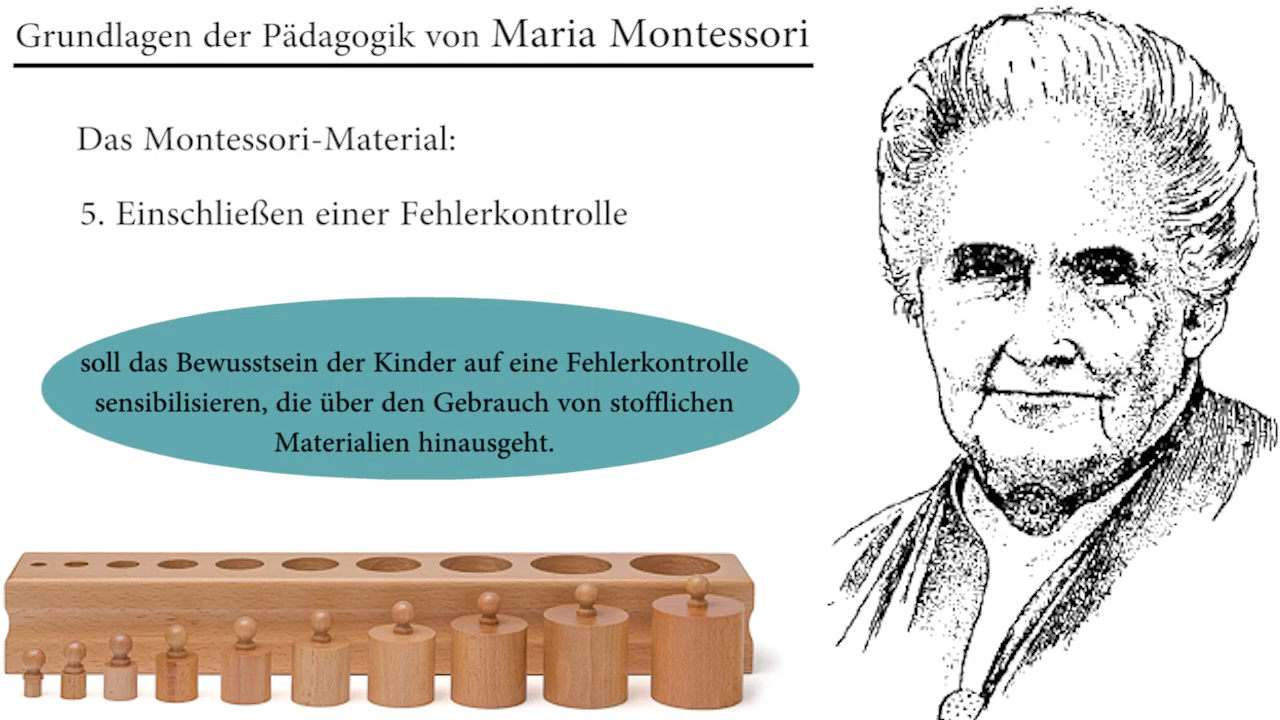 Grundlagen der Pädagogik von Maria Montessori
Das Montessori-Material:
5. Einschließen einer Fehlerkontrolle
soll das Bewusstsein der Kinder auf eine Fehlerkontrolle
sensibilisieren, die über den Gebrauch von stofflichen
Materialien hinausgeht.